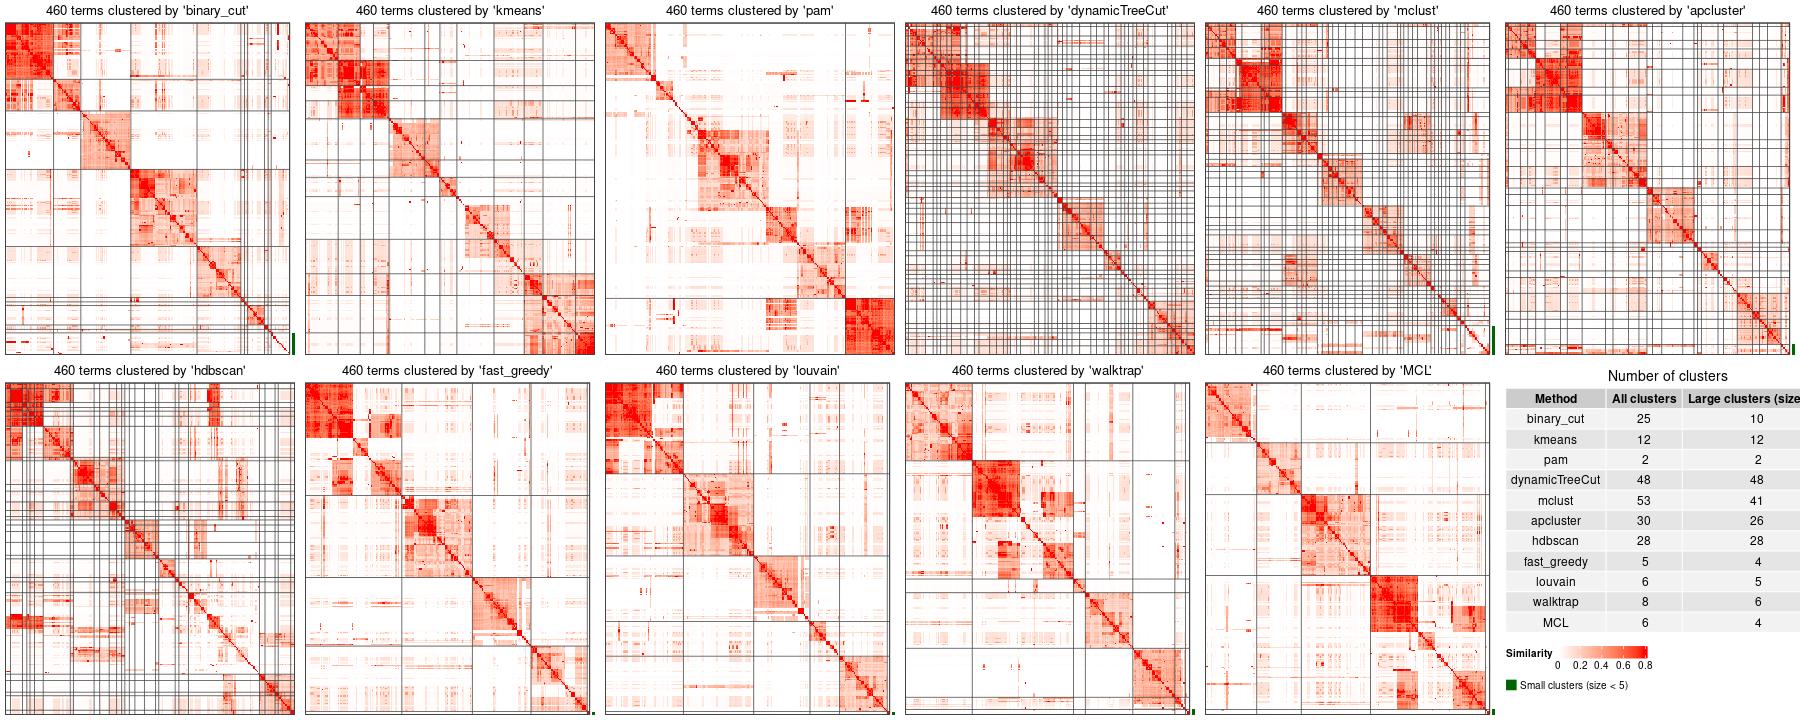 460 terms clustered by 'binary_cut'
460 terms clustered by 'kmeans'
460 terms clustered by 'pam'
460 terms clustered by 'dynamicTreeCut'
460 terms clustered by 'mclust'
460 terms clustered by 'apcluster'
460 terms clustered by 'hdbscan'
460 terms clustered by 'fast_greedy'
460 terms clustered by 'louvain'
460 terms clustered by 'walktrap'
460 terms clustered by 'MCL'
Number of clusters
Method All clusters Large clusters (size
binary_cut 25 10
kmeans 12 12
pam 2 2
dynamicTreeCut 48 48
mclust 53 41
apcluster 30 26
hdbscan 28 28
fast_greedy 5 4
louvain 6 5
walktrap 8 6
MCL 6 4
Similarity
0 0.2 0.4 0.6 0.8
Small clusters (size < 5)